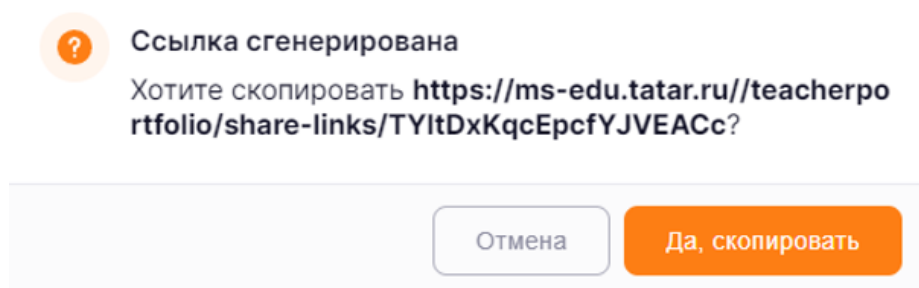 Ссылка сгенерирована
Хотите скопировать https://ms-edu.tatar.ru//teacherpo
rtfolio/share-links/TYltDxKqcEpcfYJVEACc?
Отмена
Да, скопировать